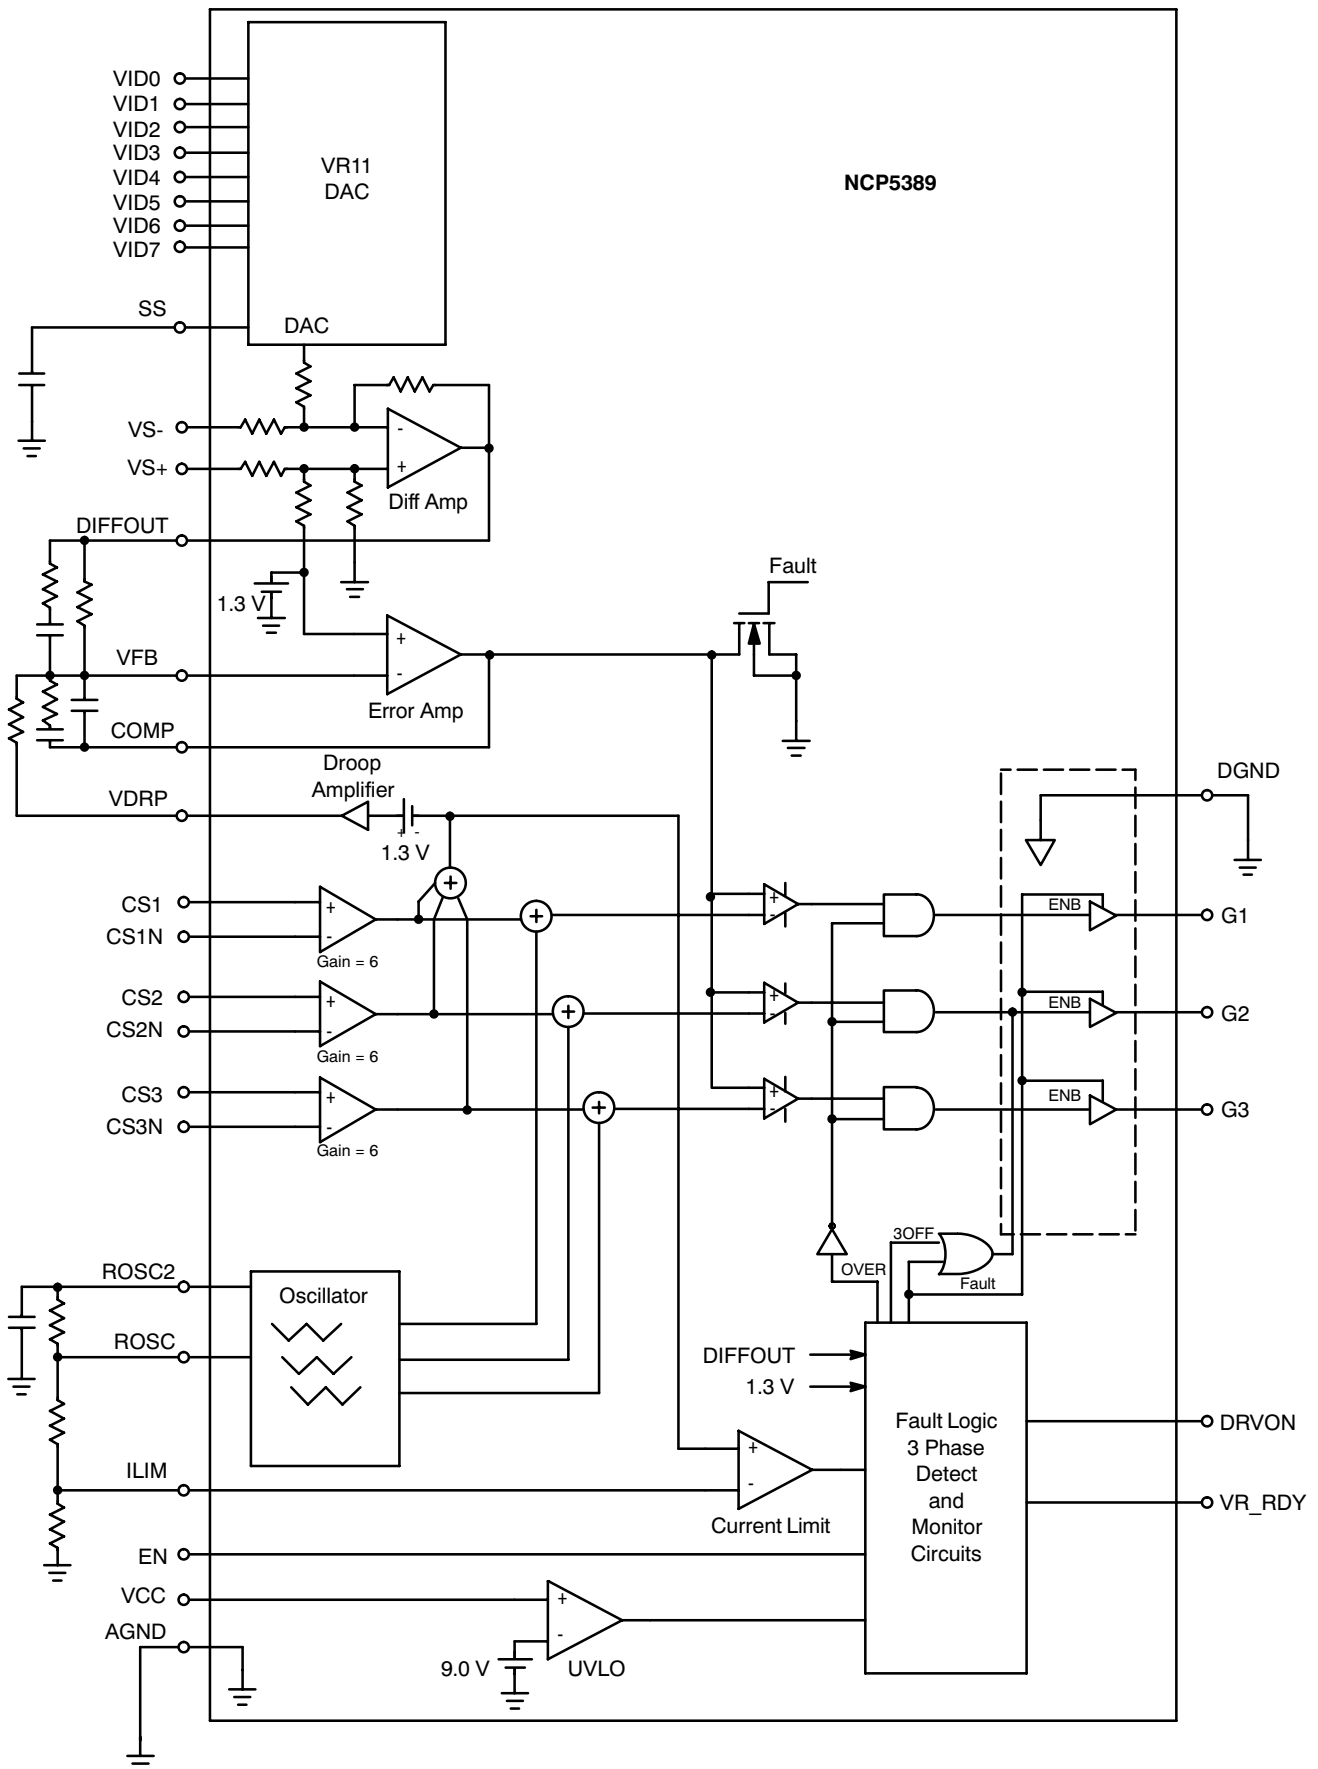 VID0
VID1
VID2
VID3
VID4
VID5
VID6
VID7
VR11
DAC
NCP5389
SS
DAC
VS-
VS+
-
+
Diff Amp
DIFFOUT
1.3 V
Fault
VFB
+
-
Error Amp
COMP
Droop
Amplifier
VDRP
+ -
1.3 V
DGND
+
CS1
CS1N
+
-
Gain = 6
+
+
-
ENB
G1
CS2
CS2N
+
-
Gain = 6
+
+
-
ENB
G2
CS3
CS3N
+
-
Gain = 6
+
+
-
ENB
G3
3OFF
OVER
Fault
ROSC2
Oscillator
ROSC
DIFFOUT
1.3 V
Fault Logic
3 Phase
Detect
and
Monitor
Circuits
DRVON
VR_RDY
ILIM
+
-
Current Limit
EN
VCC
+
-
AGND
9.0 V
UVLO